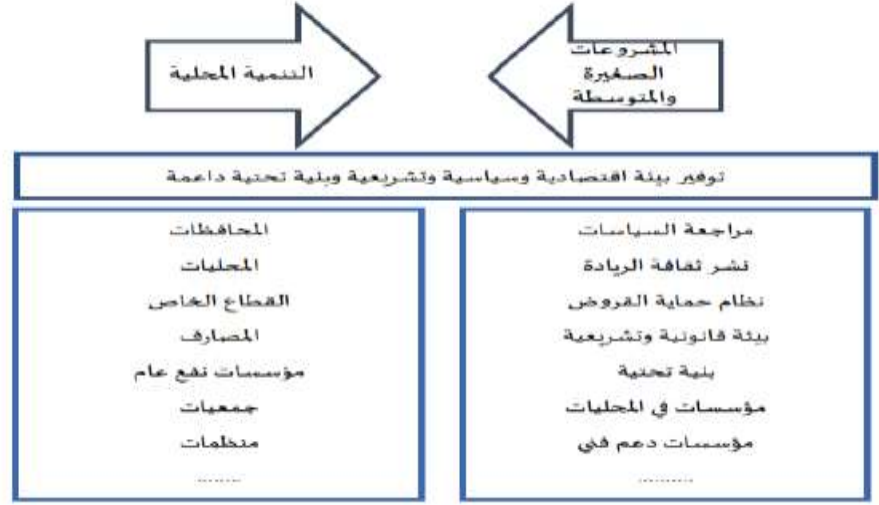 المشروعات
الصغيرة
والمتوسطة
التنمية المحلية
توفير بيئة اقتصادية وسياسية وتشريعية وبنية تحتية داعمة
مراجعة السياسات
نشر ثقافة الريادة
نظام حماية القروض
بيئة قانونية وتشريعية
بنية تحتية
مؤسسات في المحليات
مؤسسات دعم فني
.........
المحافظات
المحليات
القطاع الخاص
المصارف
مؤسسات نفع عام
جمعيات
منظمات
........